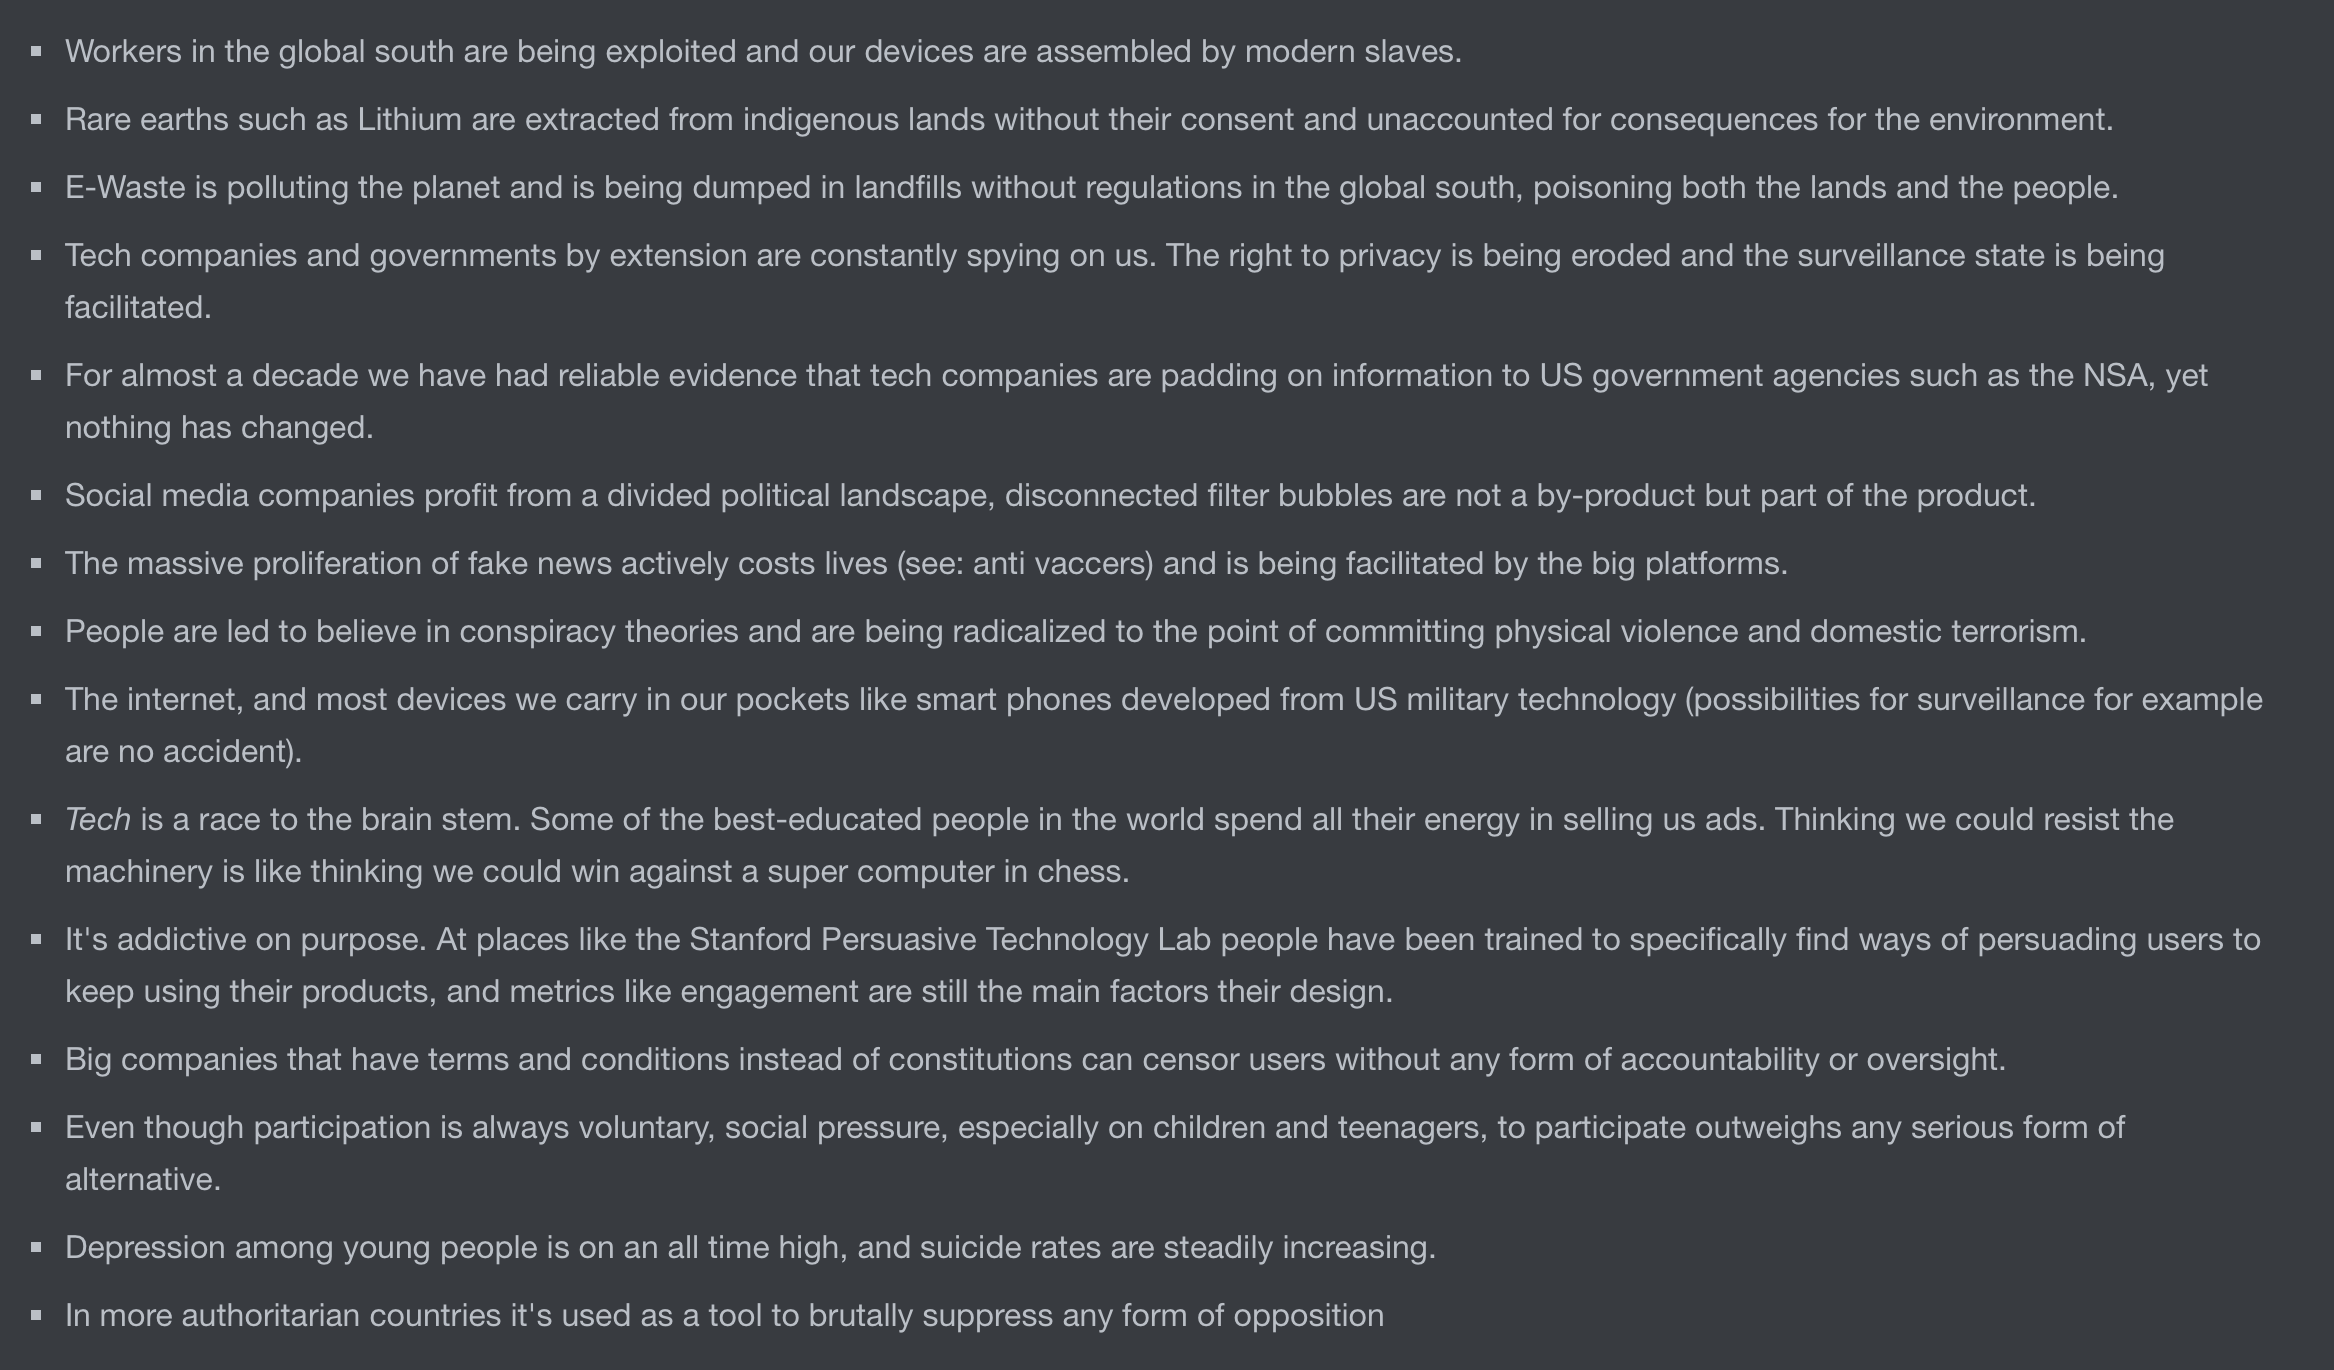 ▪ Workers in the global south are being exploited and our devices are assembled by modern slaves.
▪ Rare earths such as Lithium are extracted from indigenous lands without their consent and unaccounted for consequences for the environment.
▪ E-Waste is polluting the planet and is being dumped in landfills without regulations in the global south, poisoning both the lands and the people.
▪ Tech companies and governments by extension are constantly spying on us. The right to privacy is being eroded and the surveillance state is being
facilitated.
▪ For almost a decade we have had reliable evidence that tech companies are padding on information to US government agencies such as the NSA, yet
nothing has changed.
▪ Social media companies profit from a divided political landscape, disconnected filter bubbles are not a by-product but part of the product.
▪ The massive proliferation of fake news actively costs lives (see: anti vaccers) and is being facilitated by the big platforms.
▪ People are led to believe in conspiracy theories and are being radicalized to the point of committing physical violence and domestic terrorism.
▪ The internet, and most devices we carry in our pockets like smart phones developed from US military technology (possibilities for surveillance for example
are no accident).
▪ Tech is a race to the brain stem. Some of the best-educated people in the world spend all their energy in selling us ads. Thinking we could resist the
machinery is like thinking we could win against a super computer in chess.
▪ It's addictive on purpose. At places like the Stanford Persuasive Technology Lab people have been trained to specifically find ways of persuading users to
keep using their products, and metrics like engagement are still the main factors their design.
▪ Big companies that have terms and conditions instead of constitutions can censor users without any form of accountability or oversight.
▪ Even though participation is always voluntary, social pressure, especially on children and teenagers, to participate outweighs any serious form of
alternative.
▪ Depression among young people is on an all time high, and suicide rates are steadily increasing.
▪ In more authoritarian countries it's used as a tool to brutally suppress any form of opposition